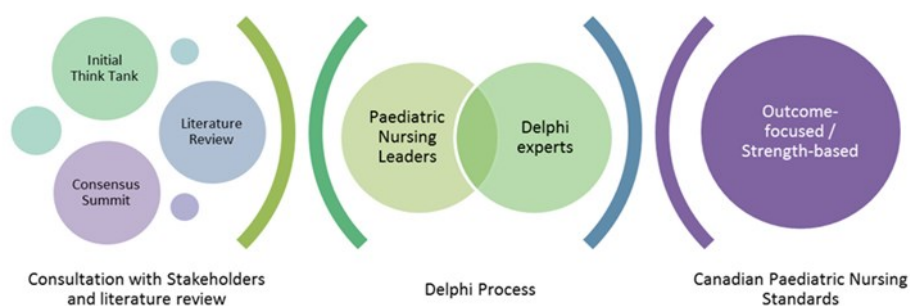 Initial
Think Tank
Literature
Review
Consensus
Summit
Consultation with Stakeholders
and literature review
Paediatric
Nursing
Leaders
Delphi
experts
Delphi Process
Outcome-
focused /
Strength-based
Canadian Paediatric Nursing
Standards